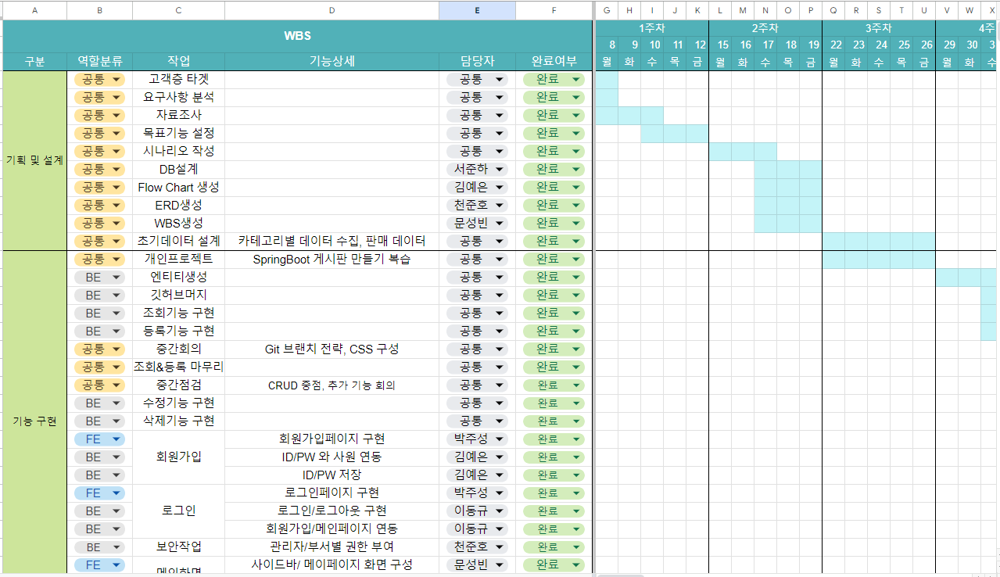 A B C D E F G H I J K L M N O P Q R S T U V W X
WBS 1주차 2주차 3주차 4주
8 9 10 11 12 15 16 17 18 19 22 23 24 25 26 29 30 3
구분 역할분류 작업 기능상세 담당자 완료여부 월 화 수 목 금 월 화 수 목 금 월 화 수 목 금 월 화 수
기획 및 설계
공통 고객층 타겟 공통 완료
공통 요구사항 분석 공통 완료
공통 자료조사 공통 완료
공통 목표기능 설정 공통 완료
공통 시나리오 작성 공통 완료
공통 DB설계 서준하 완료
공통 Flow Chart 생성 김예은 완료
공통 ERD생성 천준호 완료
공통 WBS생성 문성빈 완료
공통 초기데이터 설계 카테고리별 데이터 수집, 판매 데이터 공통 완료
기능 구현
공통 개인프로젝트 SpringBoot 게시판 만들기 복습 공통 완료
BE 엔티티생성 공통 완료
BE 깃허브머지 공통 완료
BE 조회기능 구현 공통 완료
BE 등록기능 구현 공통 완료
공통 중간회의 Git 브랜치 전략, CSS 구성 공통 완료
공통 조회&등록 마무리 공통 완료
공통 중간점검 CRUD 중점, 추가 기능 회의 공통 완료
BE 수정기능 구현 공통 완료
BE 삭제기능 구현 공통 완료
FE 회원가입페이지 구현 박주성 완료
BE 회원가입 ID/PW 와 사원 연동 김예은 완료
BE ID/PW 저장 김예은 완료
FE 로그인페이지 구현 박주성 완료
BE 로그인 로그인/로그아웃 구현 이동규 완료
BE 회원가입/메인페이지 연동 이동규 완료
BE 보안작업 관리자/부서별 권한 부여 천준호 완료
FE 메인화면 사이드바/ 메이페이지 화면 구성 문성빈 완료